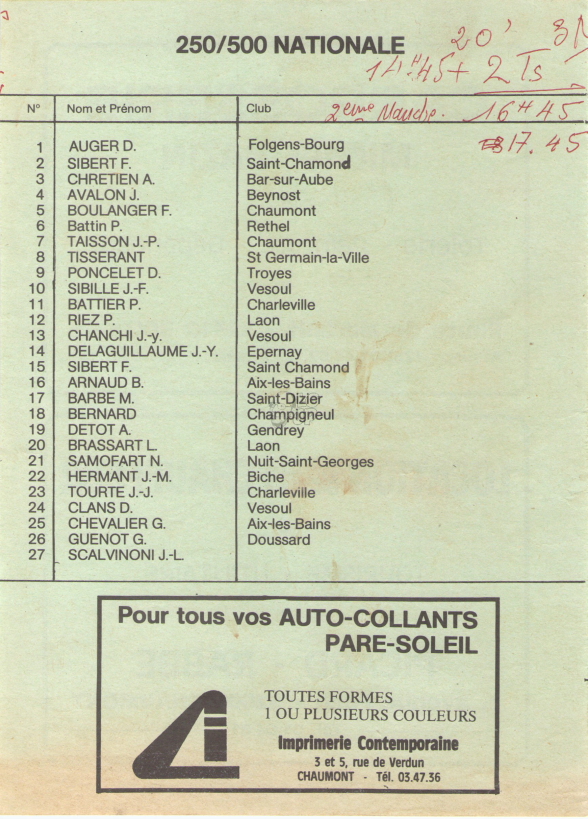 250/500 NATIONALE
20'
14H45 + 2 Ts
N° Nom et Prénom Club
2eme Manche. 16H45
17.45
1 AUGER D. Folgens-Bourg
2 SIBERT F. Saint-Chamond
3 CHRETIEN A. Bar-sur-Aube
4 AVALON J. Beynost
5 BOULANGER F. Chaumont
6 Battin P. Rethel
7 TAISSON J.-P. Chaumont
8 TISSERANT St Germain-la-Ville
9 PONCELET D. Troyes
10 SIBILLE J.-F. Vesoul
11 BATTIER P. Charleville
12 RIEZ P. Laon
13 CHANCHI J.-y. Vesoul
14 DELAGUILLAUME J.-Y. Epernay
15 SIBERT F. Saint Chamond
16 ARNAUD B. Aix-les-Bains
17 BARBE M. Saint-Dizier
18 BERNARD Champigneul
19 DETOT A. Gendrey
20 BRASSART L. Laon
21 SAMOFART N. Nuit-Saint-Georges
22 HERMANT J.-M. Biche
23 TOURTE J.-J. Charleville
24 CLANS D. Vesoul
25 CHEVALIER G. Aix-les-Bains
26 GUENOT G. Doussard
27 SCALVINONI J.-L.
Pour tous vos AUTO-COLLANTS
PARE-SOLEIL
TOUTES FORMES
1 OU PLUSIEURS COULEURS
Imprimerie Contemporaine
3 et 5, rue de Verdun
CHAUMONT - Tél. 03.47.36